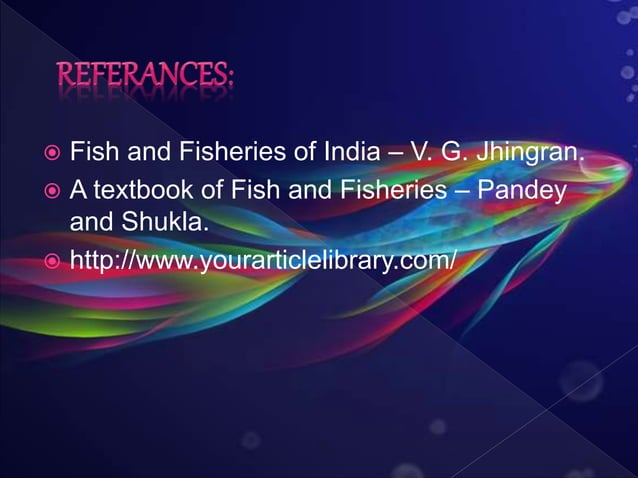 REFERANCES:
Fish and Fisheries of India – V. G. Jhingran.
A textbook of Fish and Fisheries – Pandey
and Shukla.
http://www.yourarticlelibrary.com/